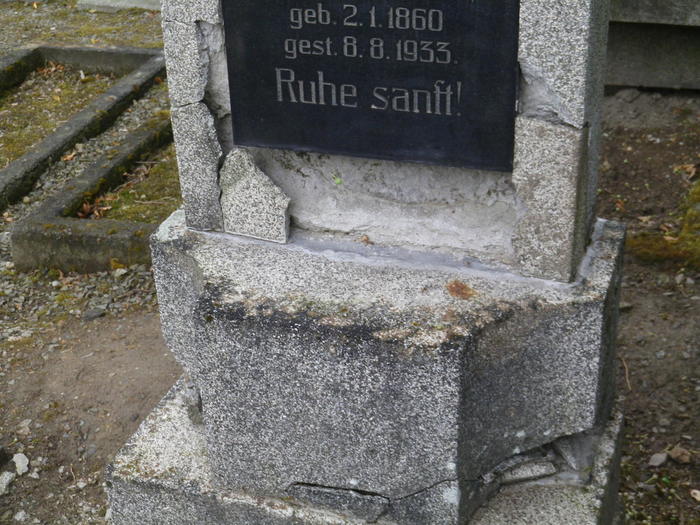 geb. 2.1.1860
gest. 8.8.1933.
Ruhe sanft!